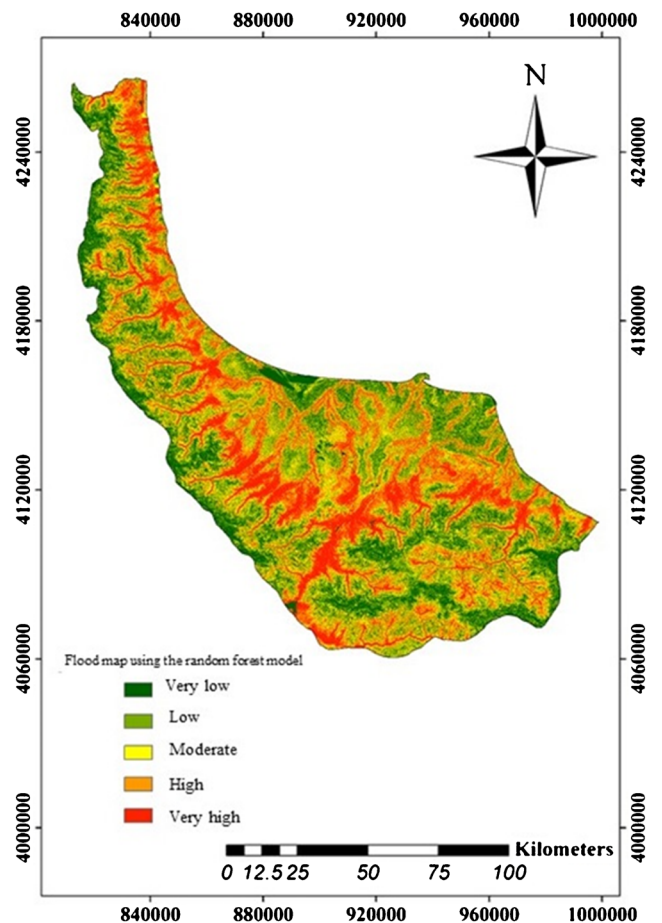 840000 880000 920000 960000 1000000
N
4240000 4240000
4180000 4180000
4120000 4120000
4060000 4060000
Flood map using the random forest model
Very low
Low
Moderate
High
Very high
4000000 4000000
Kilometers
0 12.5 25 50 75 100
840000 880000 920000 960000 1000000